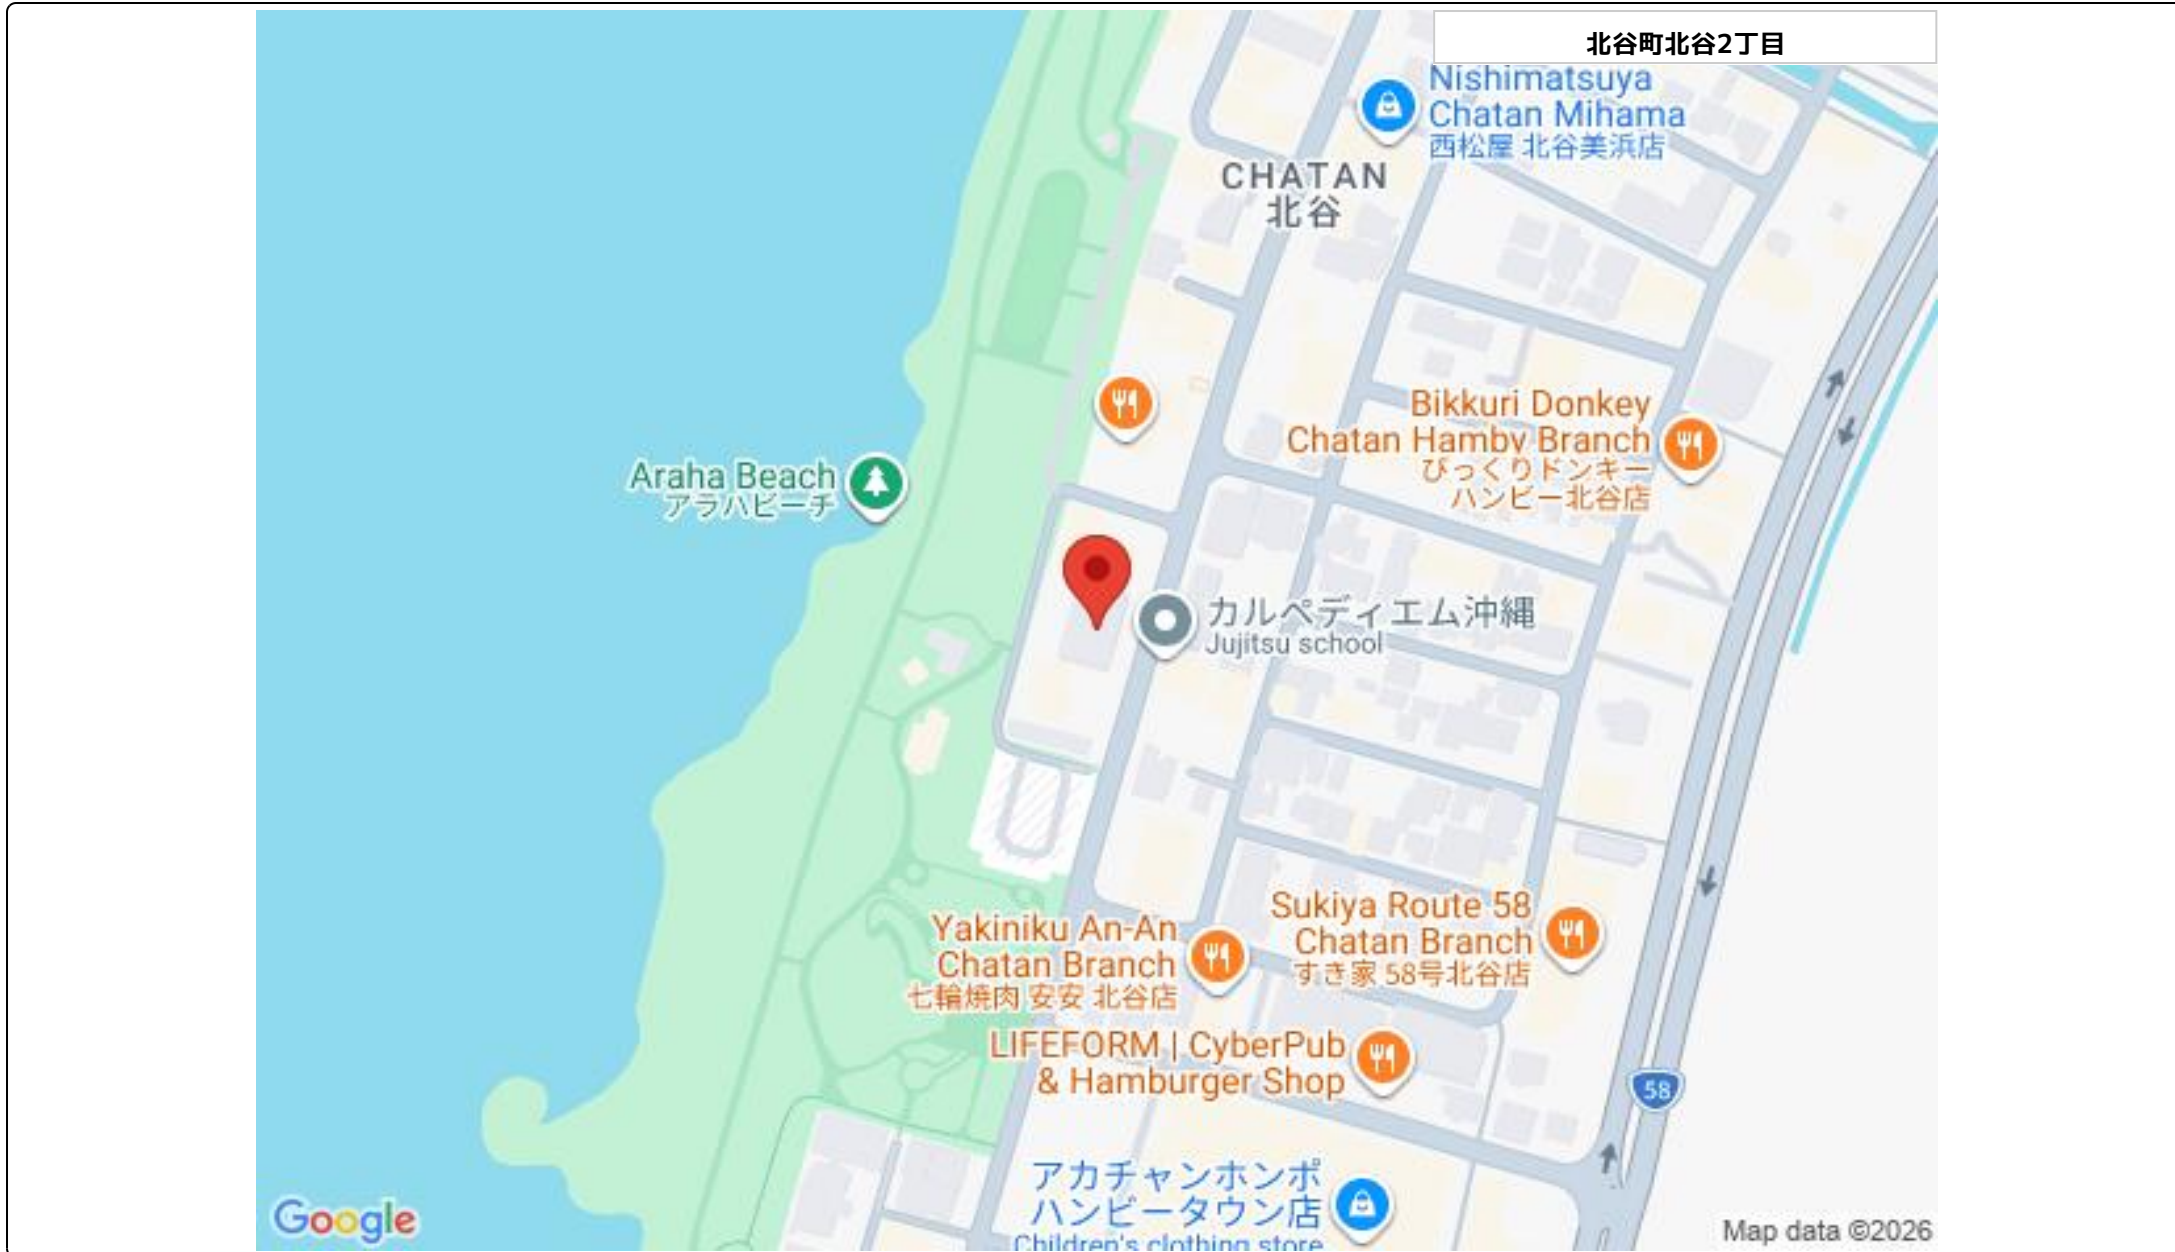 北谷町北谷2丁目
Nishimatsuya
Chatan Mihama
西松屋 北谷美浜店
CHATAN
北谷
Bikkuri Donkey
Chatan Hamby Branch
びっくりドンキー
ハンビー北谷店
Araha Beach
アラハビーチ
カルペディエム沖縄
Jujitsu school
Yakiniku An-An
Chatan Branch
七輪焼肉 安安 北谷店
Sukiya Route 58
Chatan Branch
すき家 58号北谷店
LIFEFORM | CyberPub
& Hamburger Shop
58
アカチャンホンポ
ハンビータウン店
Children's clothing store
Google
Map data ©2026